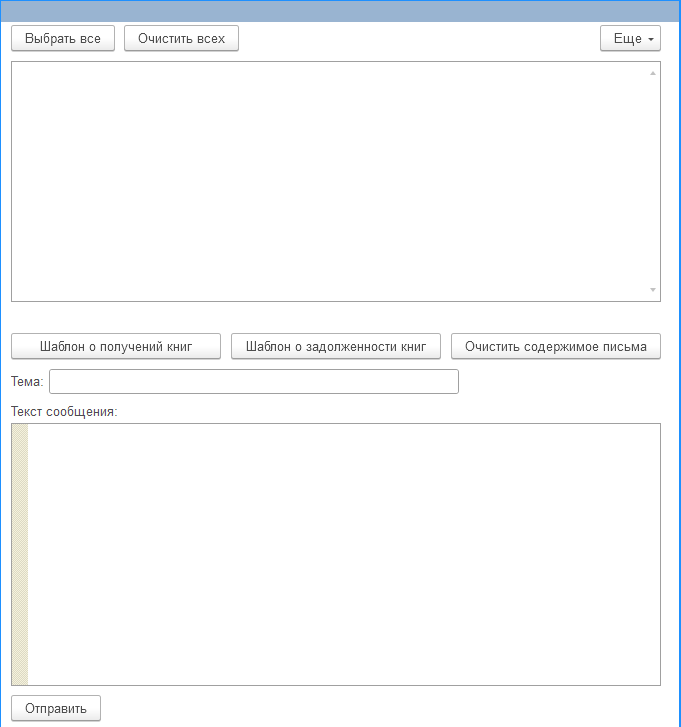 Выбрать все Очистить всех Еще
Шаблон о получений книг Шаблон о задолженности книг Очистить содержимое письма
Тема:
Текст сообщения:
Отправить